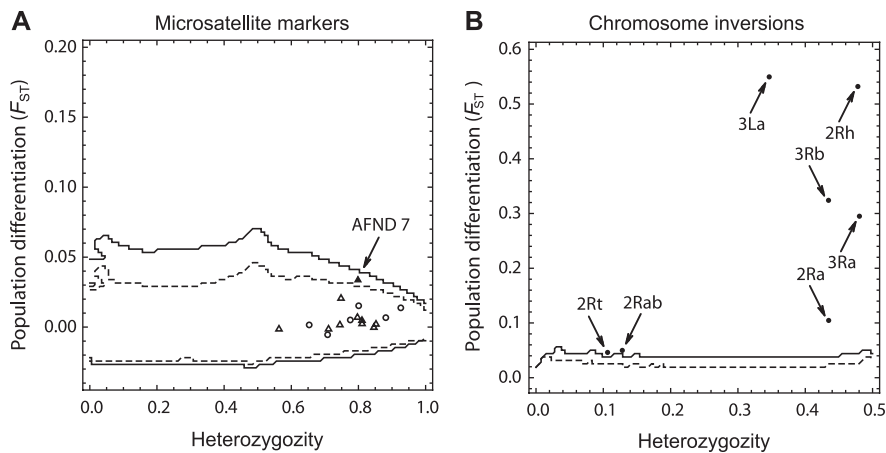 A Microsatellite markers
Population differentiation (FST)
0.20
0.15
0.10
0.05
0.00
AFND 7
0.0 0.2 0.4 0.6 0.8 1.0
Heterozygozity
B Chromosome inversions
Population differentiation (FST)
0.6
0.5
0.4
0.3
0.2
0.1
0.0
3La
2Rh
3Rb
3Ra
2Ra
2Rt 2Rab
0.0 0.1 0.2 0.3 0.4 0.5
Heterozygozity